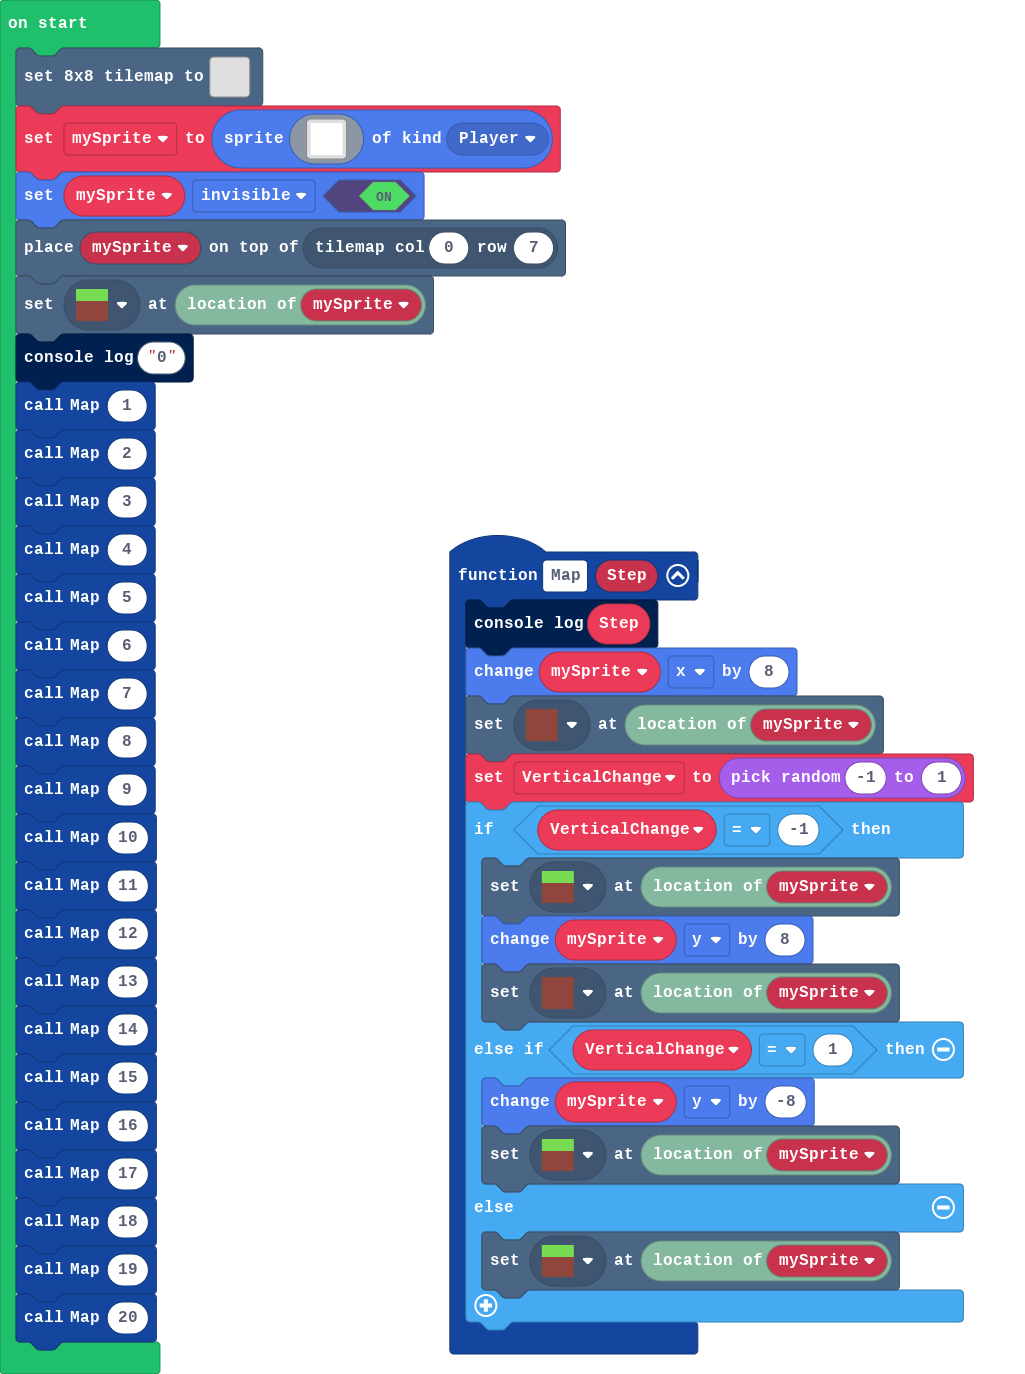 on start
set 8x8 tilemap to
set mySprite to sprite of kind Player
set mySprite invisible ON
place mySprite on top of tilemap col 0 row 7
set at location of mySprite
console log "0"
call Map 1
call Map 2
call Map 3
call Map 4
call Map 5
call Map 6
call Map 7
call Map 8
call Map 9
call Map 10
call Map 11
call Map 12
call Map 13
call Map 14
call Map 15
call Map 16
call Map 17
call Map 18
call Map 19
call Map 20
function Map Step
console log Step
change mySprite x by 8
set at location of mySprite
set VerticalChange to pick random -1 to 1
if VerticalChange = -1 then
set at location of mySprite
change mySprite y by 8
set at location of mySprite
else if VerticalChange = 1 then
change mySprite y by -8
set at location of mySprite
else
set at location of mySprite